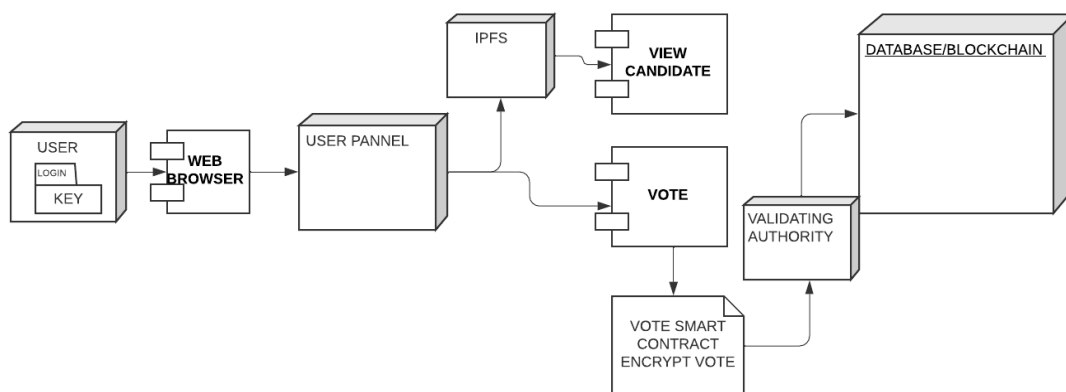 USER
LOGIN
KEY
WEB
BROWSER
USER PANNEL
IPFS
VIEW
CANDIDATE
VOTE
VOTE SMART
CONTRACT
ENCRYPT VOTE
VALIDATING
AUTHORITY
DATABASE/BLOCKCHAIN